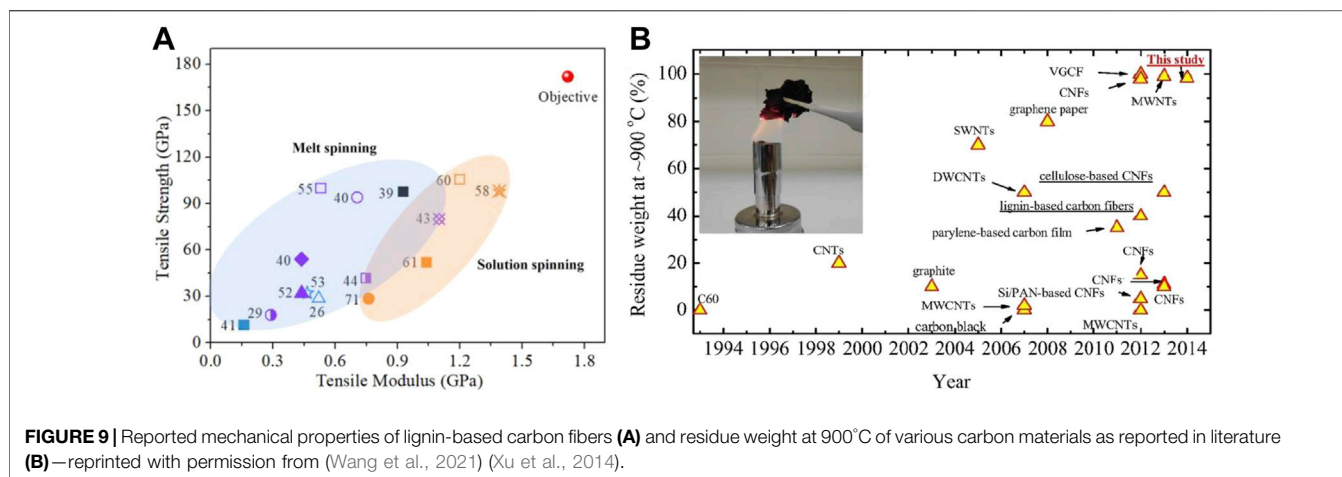 A
Tensile Strength (GPa)
180
150
120
90
60
30
0
0.0 0.3 0.6 0.9 1.2 1.5 1.8
Tensile Modulus (GPa)
Objective
Melt spinning
Solution spinning
55
40
39
60
58
43
40
61
53
44
52
26
71
29
41
B
Residue weight at ~900 °C (%)
100
80
60
40
20
0
1994 1996 1998 2000 2002 2004 2006 2008 2010 2012 2014
Year
This study
VGCF
CNFs
MWNTs
graphene paper
SWNTs
cellulose-based CNFs
DWCNTs
lignin-based carbon fibers
parylene-based carbon film
CNTs
CNFs
graphite
CNFs
Si/PAN-based CNFs
CNFs
MWCNTs
C60
carbon black
MWCNTs
FIGURE 9 | Reported mechanical properties of lignin-based carbon fibers (A) and residue weight at 900°C of various carbon materials as reported in literature
(B)—reprinted with permission from (Wang et al., 2021) (Xu et al., 2014).